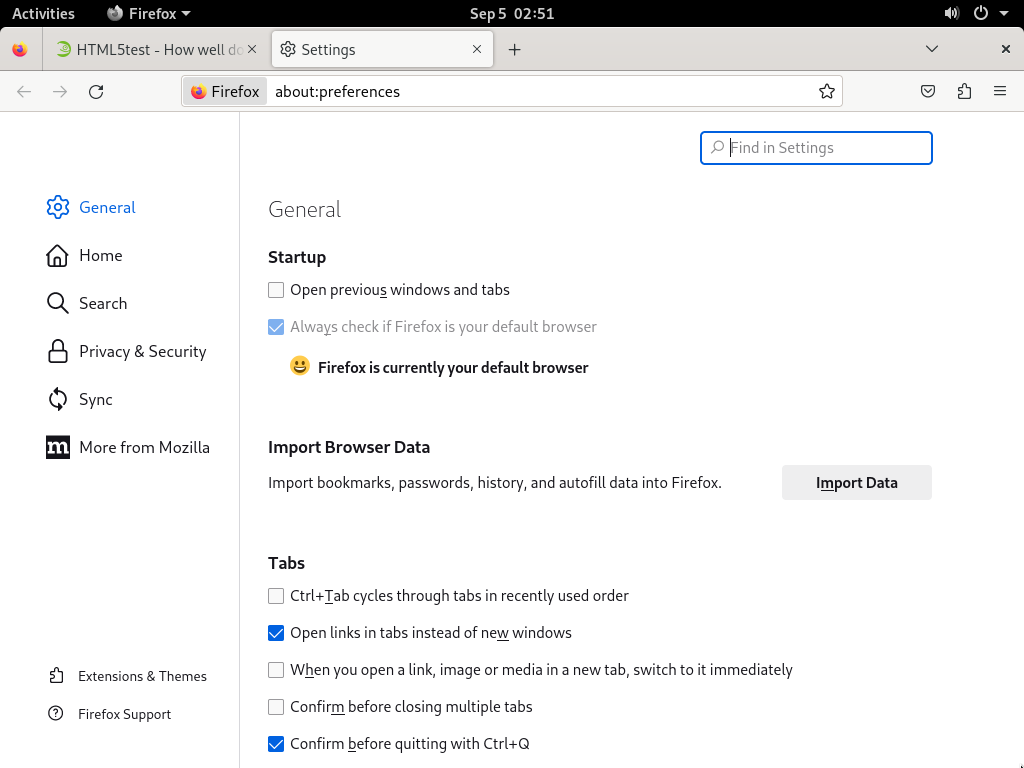 Activities Firefox Sep 5 02:51
HTML5test - How well do
Settings
Firefox about:preferences
Find in Settings
General
Home
Search
Privacy & Security
Sync
m More from Mozilla
Extensions & Themes
Firefox Support
General
Startup
Open previous windows and tabs
Always check if Firefox is your default browser
Firefox is currently your default browser
Import Browser Data
Import bookmarks, passwords, history, and autofill data into Firefox.
Import Data
Tabs
Ctrl+Tab cycles through tabs in recently used order
Open links in tabs instead of new windows
When you open a link, image or media in a new tab, switch to it immediately
Confirm before closing multiple tabs
Confirm before quitting with Ctrl+Q